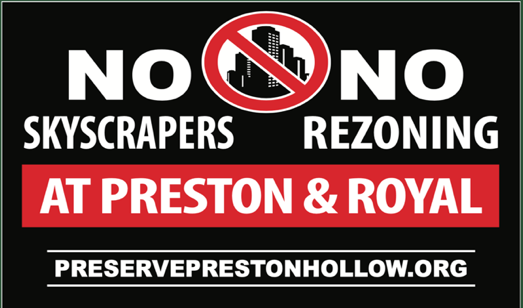 NO NO
SKYSCRAPERS REZONING
AT PRESTON & ROYAL
PRESERVEPRESTONHOLLOW.ORG